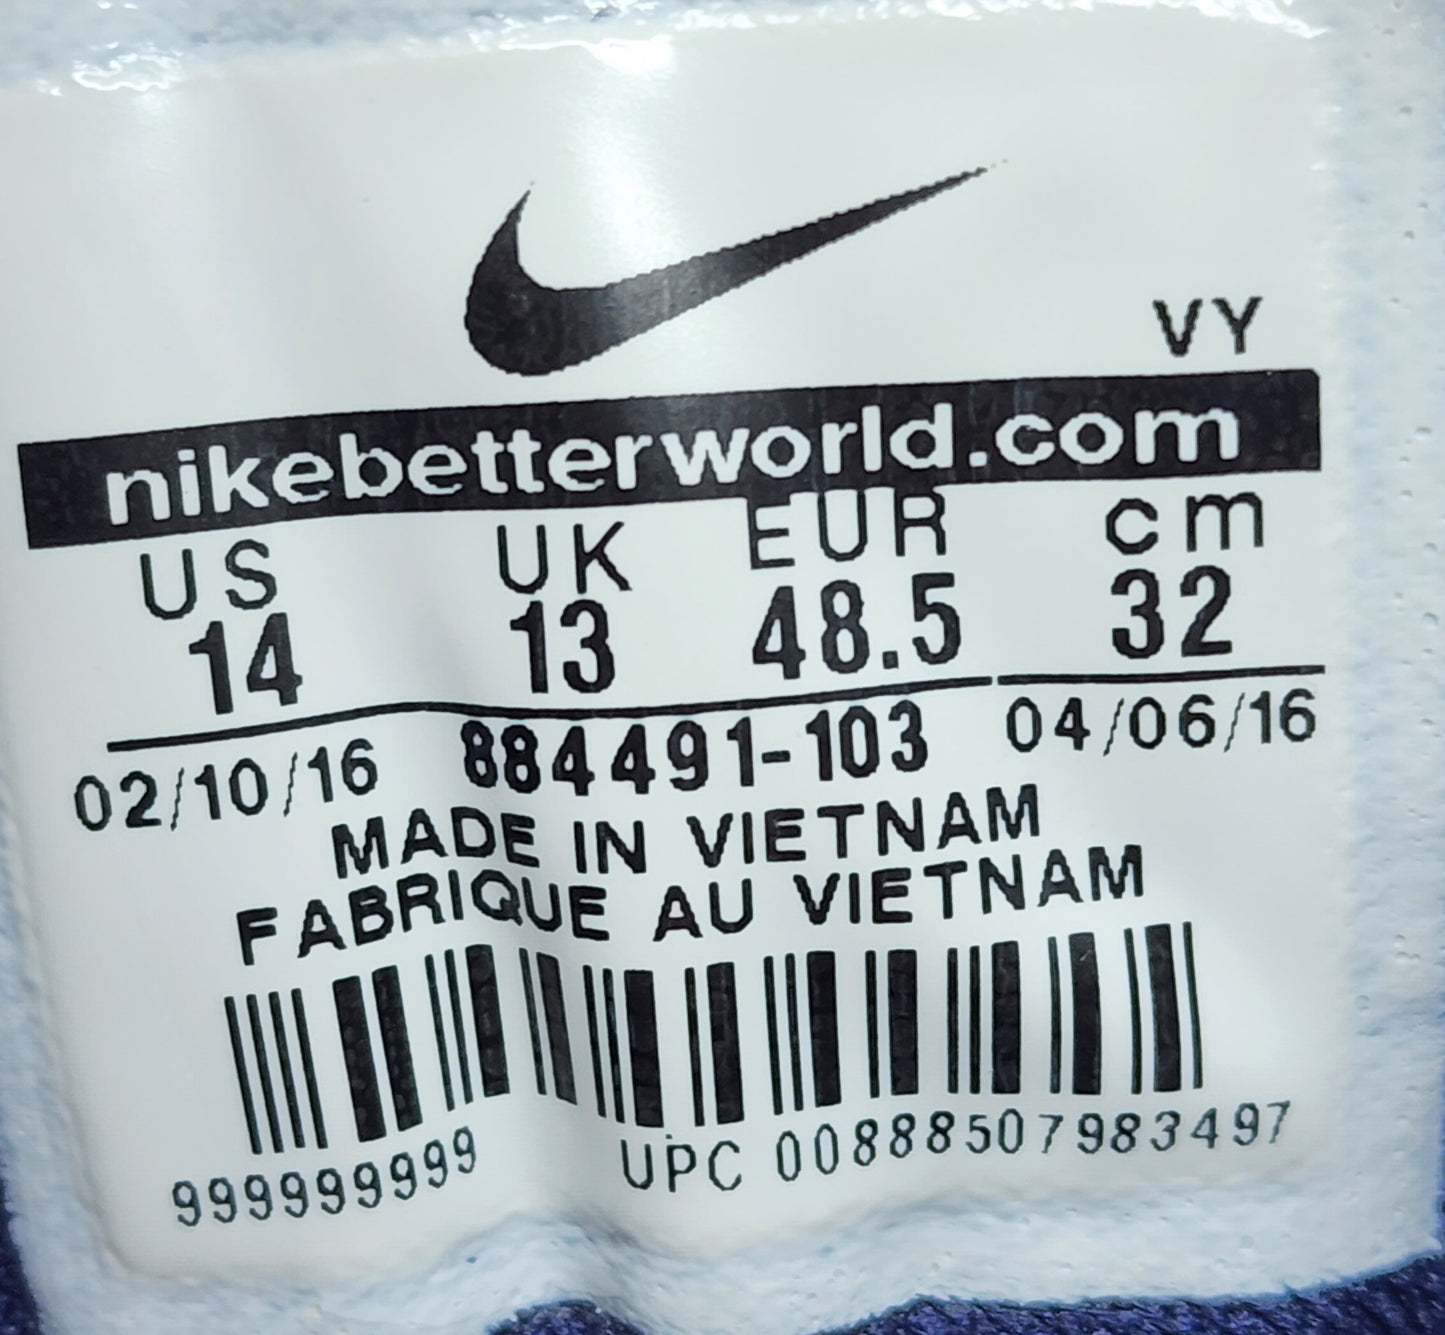 VY
nikebetterworld.com
US UK EUR cm
14 13 48.5 32
02/10/16 884491-103 04/06/16
MADE IN VIETNAM
FABRIQUE AU VIETNAM
999999999 UPC 00888507983497